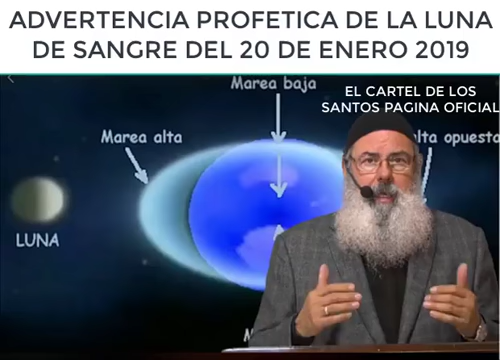 ADVERTENCIA PROFETICA DE LA LUNA
DE SANGRE DEL 20 DE ENERO 2019
Marea baja
EL CARTEL DE LOS
SANTOS PAGINA OFICIAL
Marea alta
opuesta
LUNA